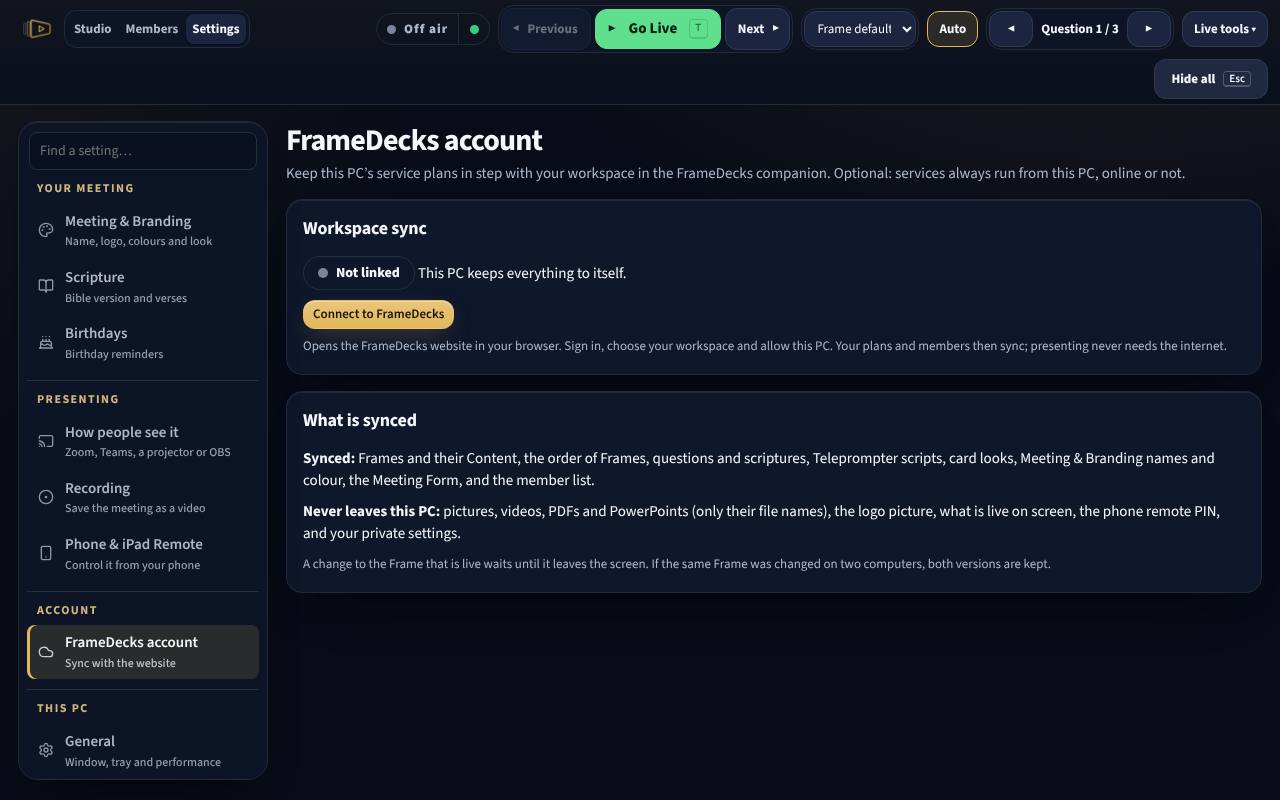 Studio
Members
Settings
Off air
Previous
Go Live T
Next
Frame default
Auto
Question 1 / 3
Live tools
Hide all Esc
Find a setting…
YOUR MEETING
Meeting & Branding
Name, logo, colours and look
Scripture
Bible version and verses
Birthdays
Birthday reminders
PRESENTING
How people see it
Zoom, Teams, a projector or OBS
Recording
Save the meeting as a video
Phone & iPad Remote
Control it from your phone
ACCOUNT
FrameDecks account
Sync with the website
THIS PC
General
Window, tray and performance
FrameDecks account
Keep this PC’s service plans in step with your workspace in the FrameDecks companion. Optional: services always run from this PC, online or not.
Workspace sync
Not linked This PC keeps everything to itself.
Connect to FrameDecks
Opens the FrameDecks website in your browser. Sign in, choose your workspace and allow this PC. Your plans and members then sync; presenting never needs the internet.
What is synced
Synced: Frames and their Content, the order of Frames, questions and scriptures, Teleprompter scripts, card looks, Meeting & Branding names and
colour, the Meeting Form, and the member list.
Never leaves this PC: pictures, videos, PDFs and PowerPoints (only their file names), the logo picture, what is live on screen, the phone remote PIN,
and your private settings.
A change to the Frame that is live waits until it leaves the screen. If the same Frame was changed on two computers, both versions are kept.